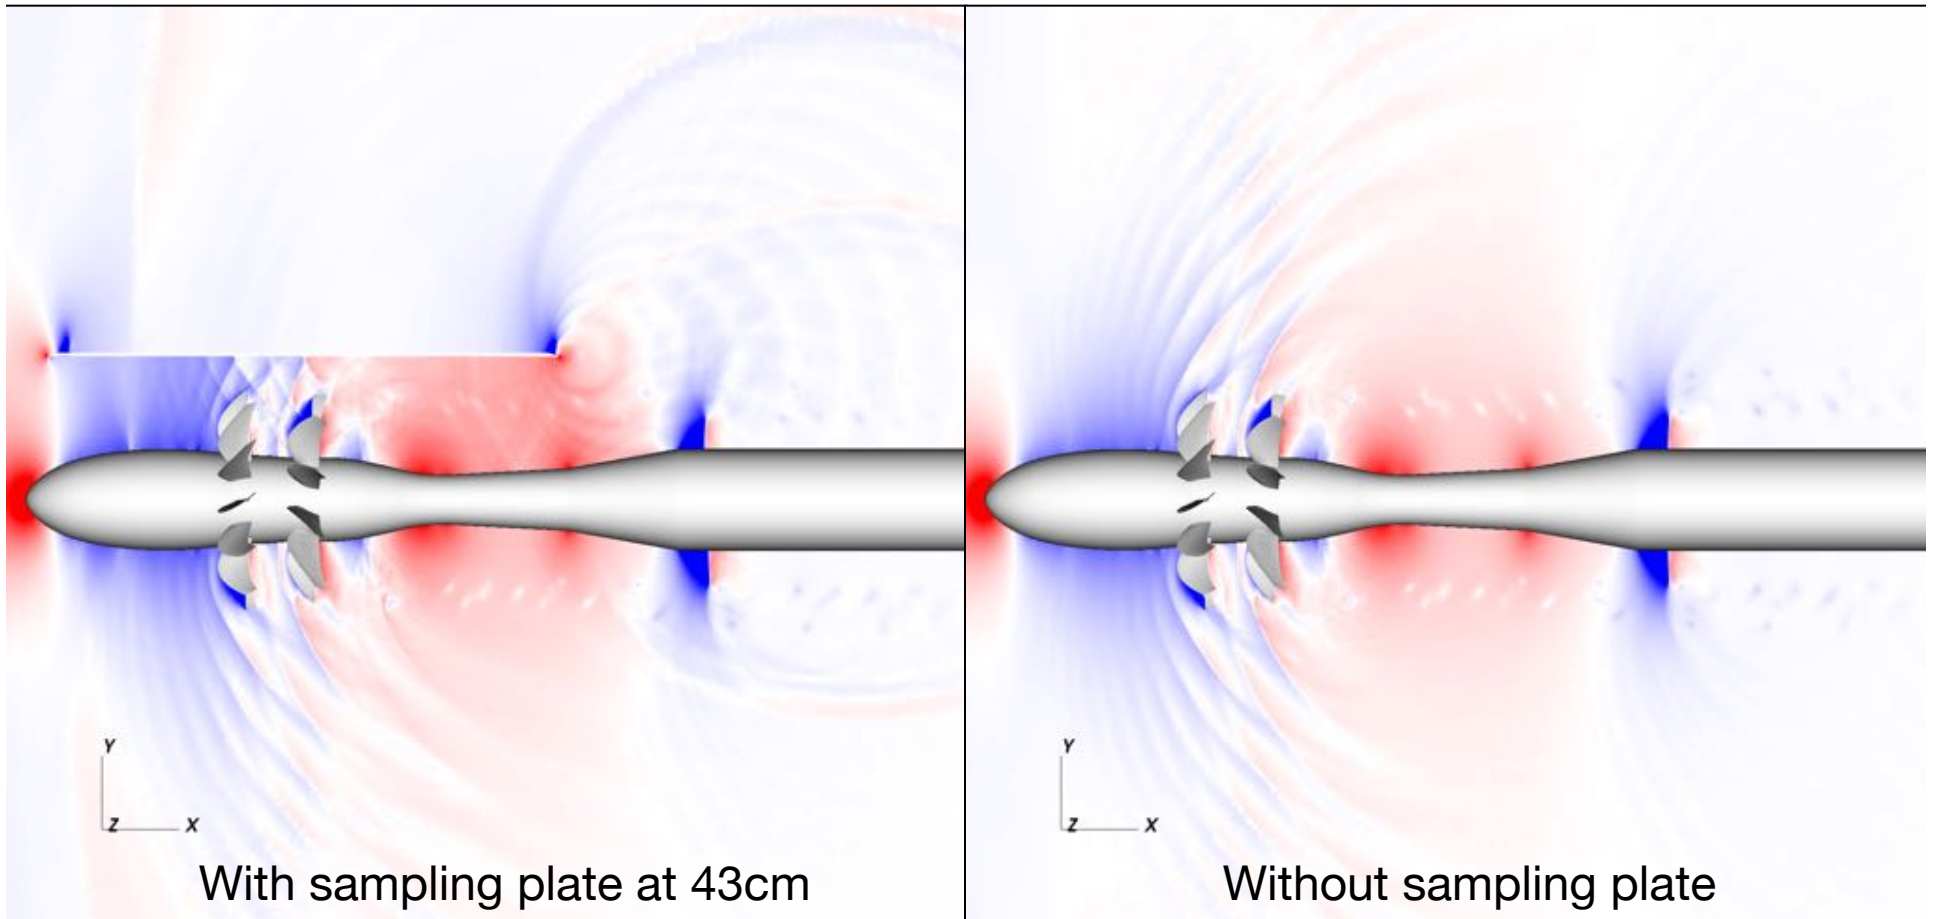 Y
Z X
With sampling plate at 43cm
Y
Z X
Without sampling plate